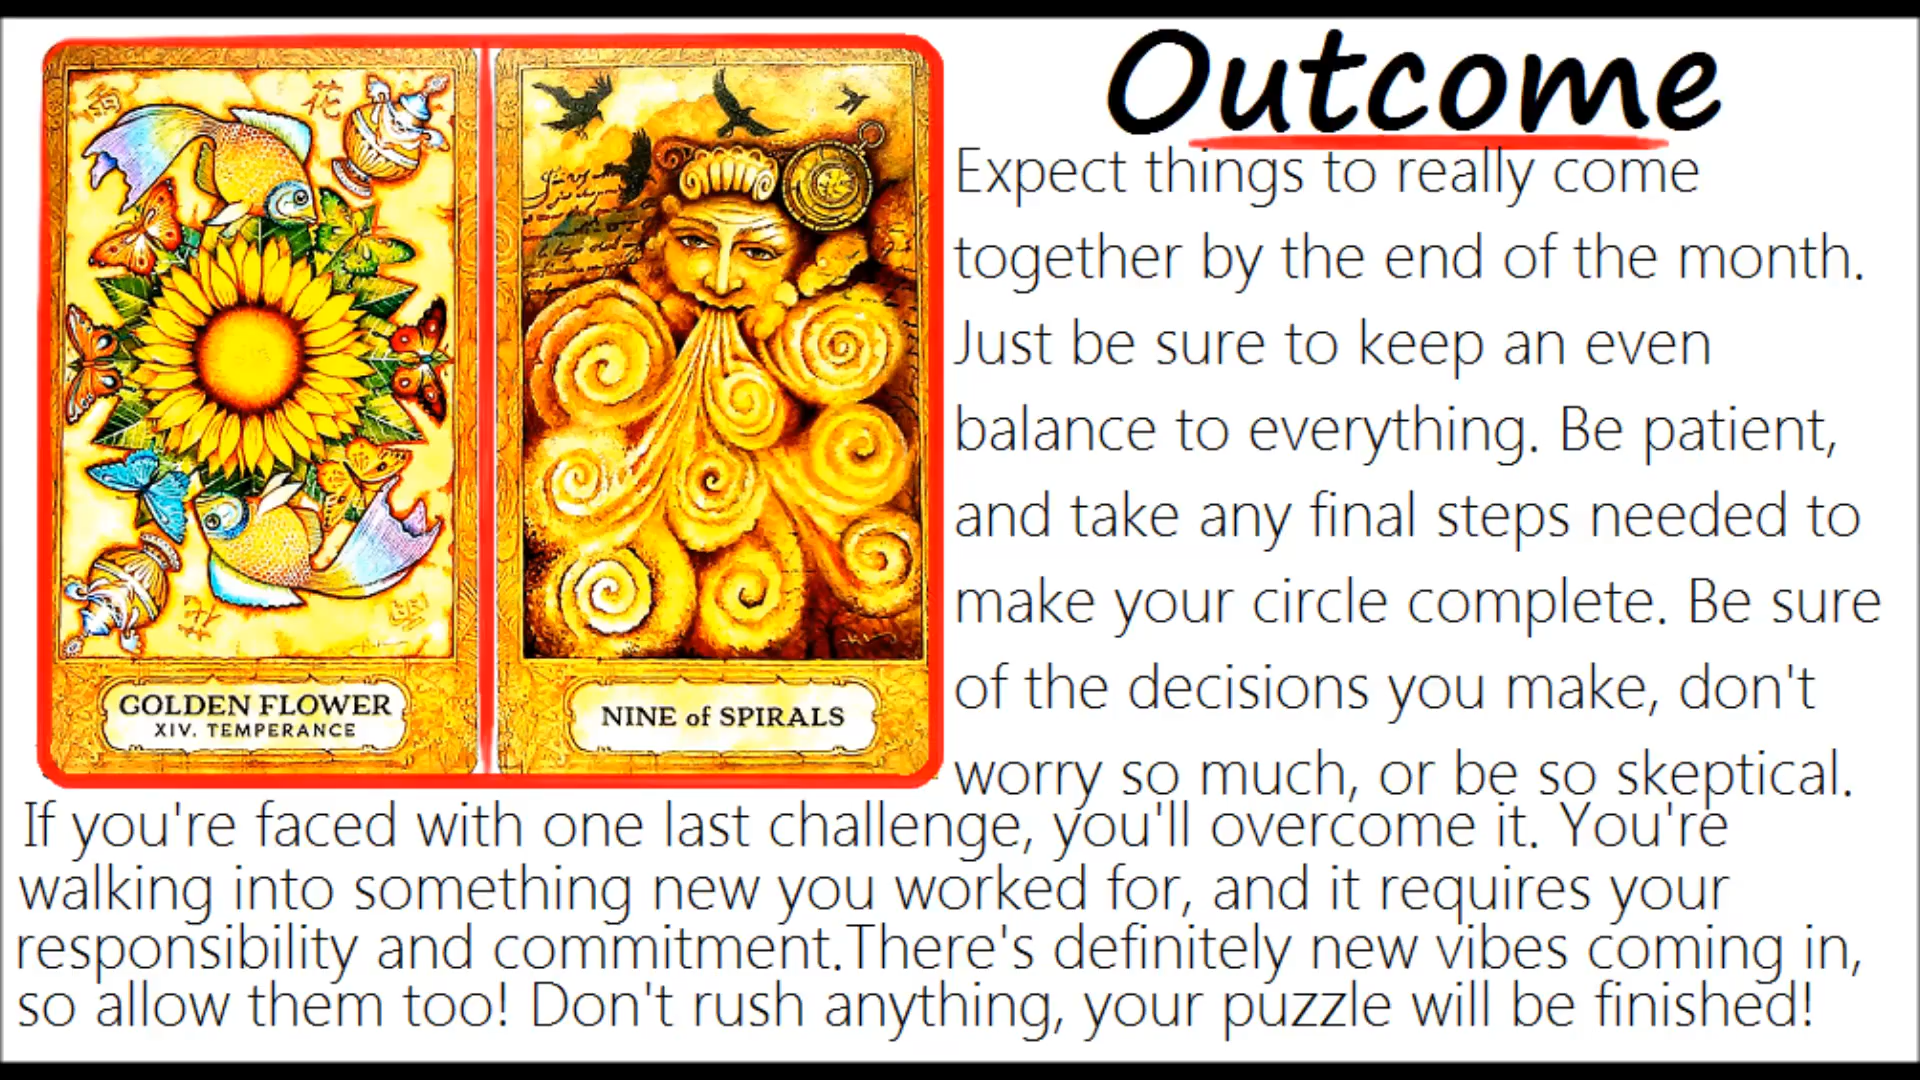 Outcome
Expect things to really come
together by the end of the month.
Just be sure to keep an even
balance to everything. Be patient,
and take any final steps needed to
make your circle complete. Be sure
of the decisions you make, don't
worry so much, or be so skeptical.
If you're faced with one last challenge, you'll overcome it. You're
walking into something new you worked for, and it requires your
responsibility and commitment.There's definitely new vibes coming in,
so allow them too! Don't rush anything, your puzzle will be finished!
花
GOLDEN FLOWER
XIV. TEMPERANCE
NINE of SPIRALS